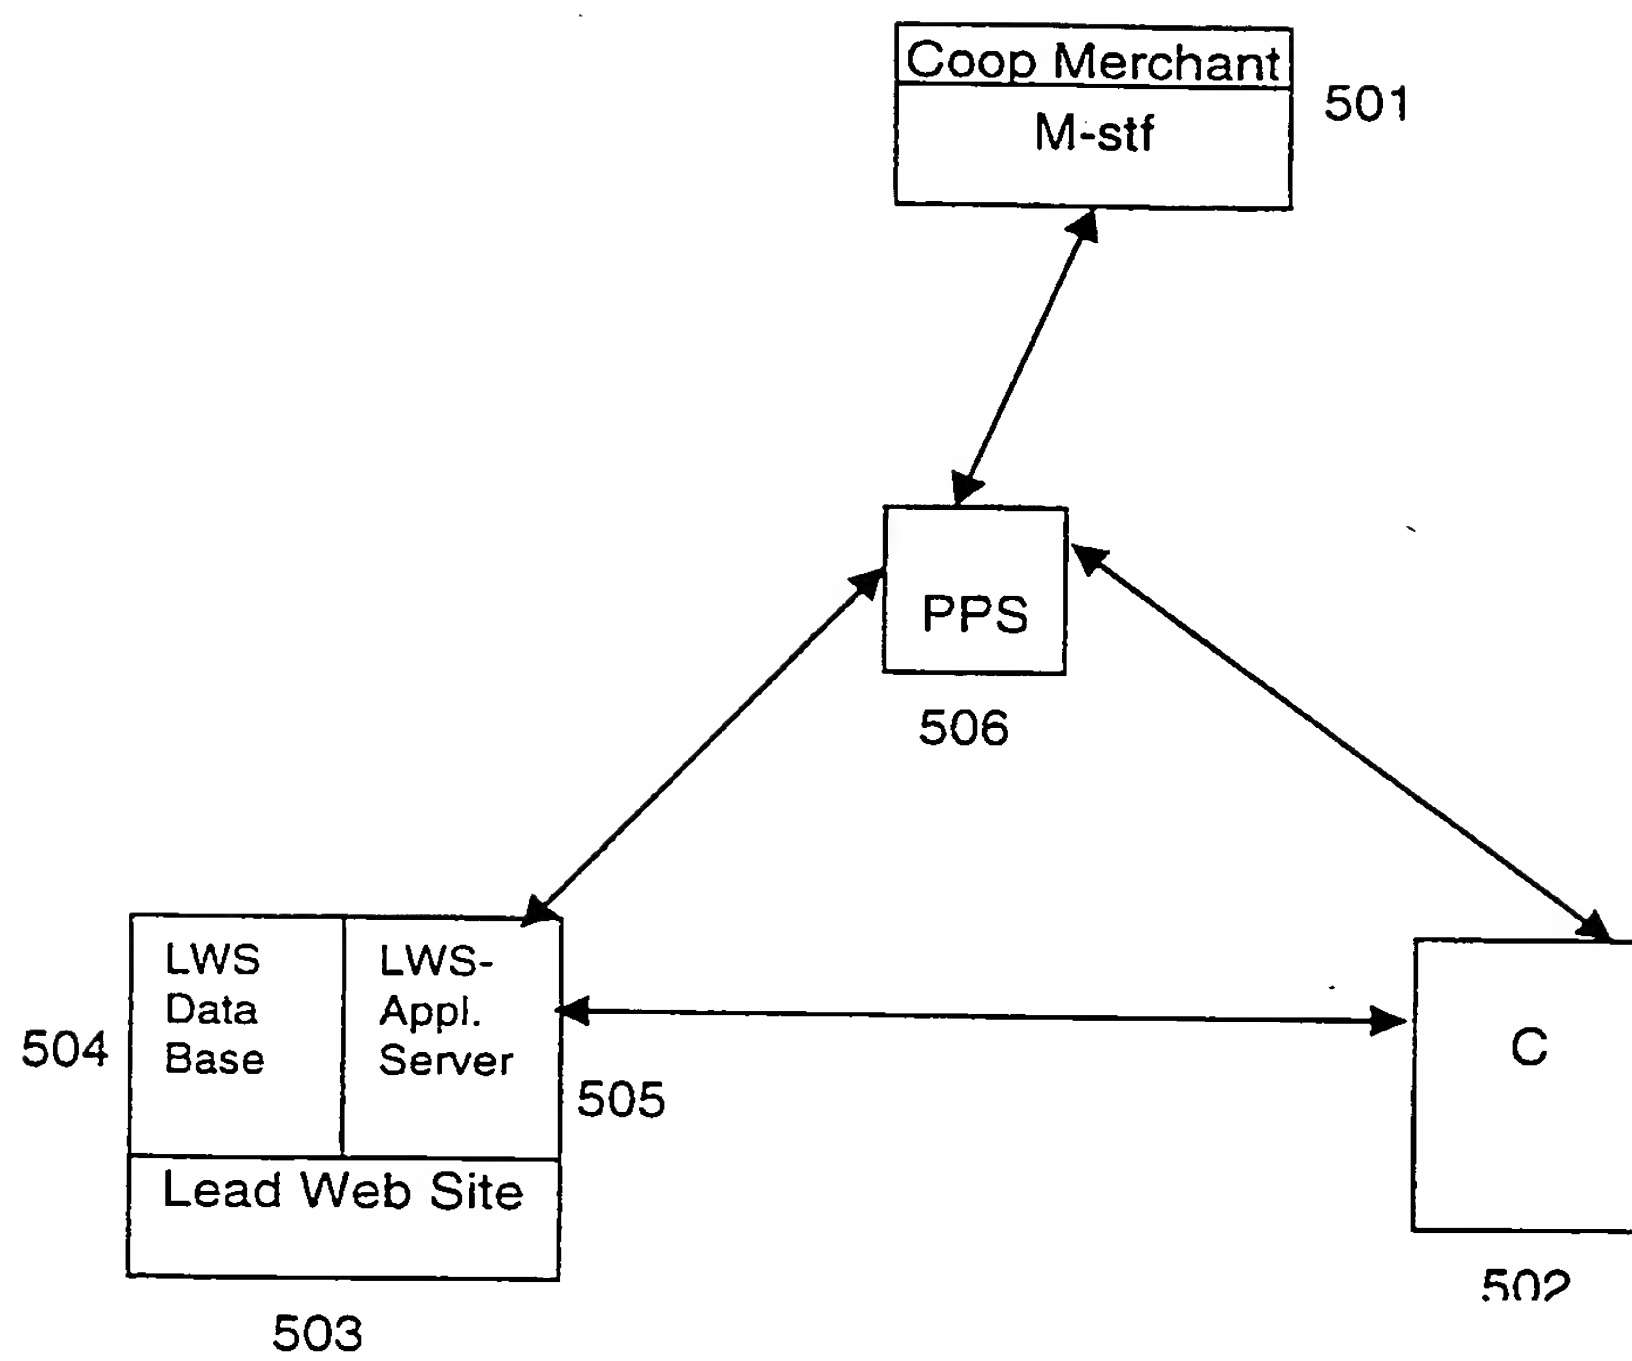 Coop Merchant
501
M-stf
PPS
506
LWS
Data
Base
LWS-
Appl.
Server
504
505
C
Lead Web Site
502
503